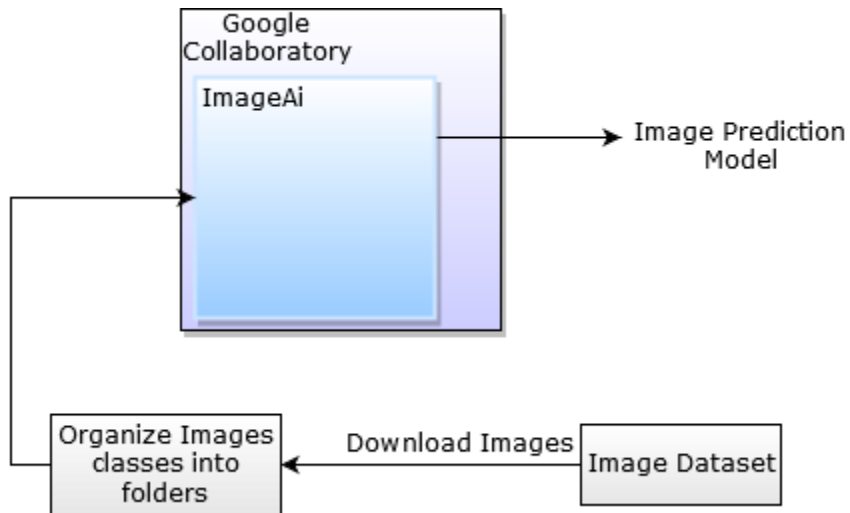 Google
Collaboratory
ImageAi
Image Prediction
Model
Organize Images
classes into
folders
Download Images
Image Dataset